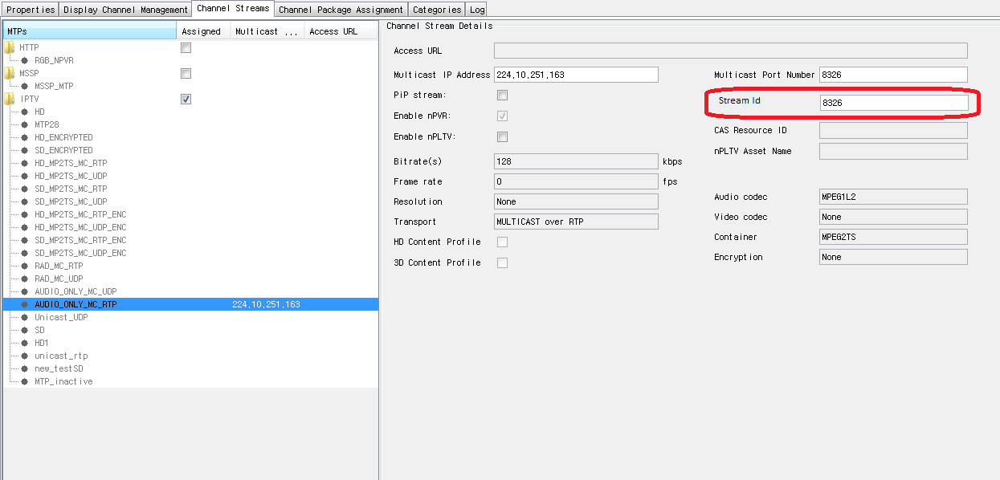 Properties Display Channel Management Channel Streams Channel Package Assignment Categories Log
MTPs Assigned Multicast ... Access URL
HTTP
RGB_NPVR
MSSP
MSSP_MTP
IPTV
HD
MTP28
HD_ENCRYPTED
SD_ENCRYPTED
HD_MP2TS_MC_RTP
HD_MP2TS_MC_UDP
SD_MP2TS_MC_RTP
SD_MP2TS_MC_UDP
HD_MP2TS_MC_RTP_ENC
HD_MP2TS_MC_UDP_ENC
SD_MP2TS_MC_RTP_ENC
SD_MP2TS_MC_UDP_ENC
RAD_MC_RTP
RAD_MC_UDP
AUDIO_ONLY_MC_UDP
AUDIO_ONLY_MC_RTP 224.10.251.163
Unicast_UDP
SD
HD1
unicast_rtp
new_testSD
MTP_inactive
Channel Stream Details
Access URL
Multicast IP Address 224.10.251.163 Multicast Port Number 8326
PiP stream: Stream Id 8326
Enable nPVR:
CAS Resource ID
Enable nPLTV:
nPLTV Asset Name
Bitrate(s) 128 kbps
Frame rate 0 fps
Audio codec MPEG1L2
Resolution None
Video codec None
Transport MULTICAST over RTP
Container MPEG2TS
HD Content Profile
Encryption None
3D Content Profile